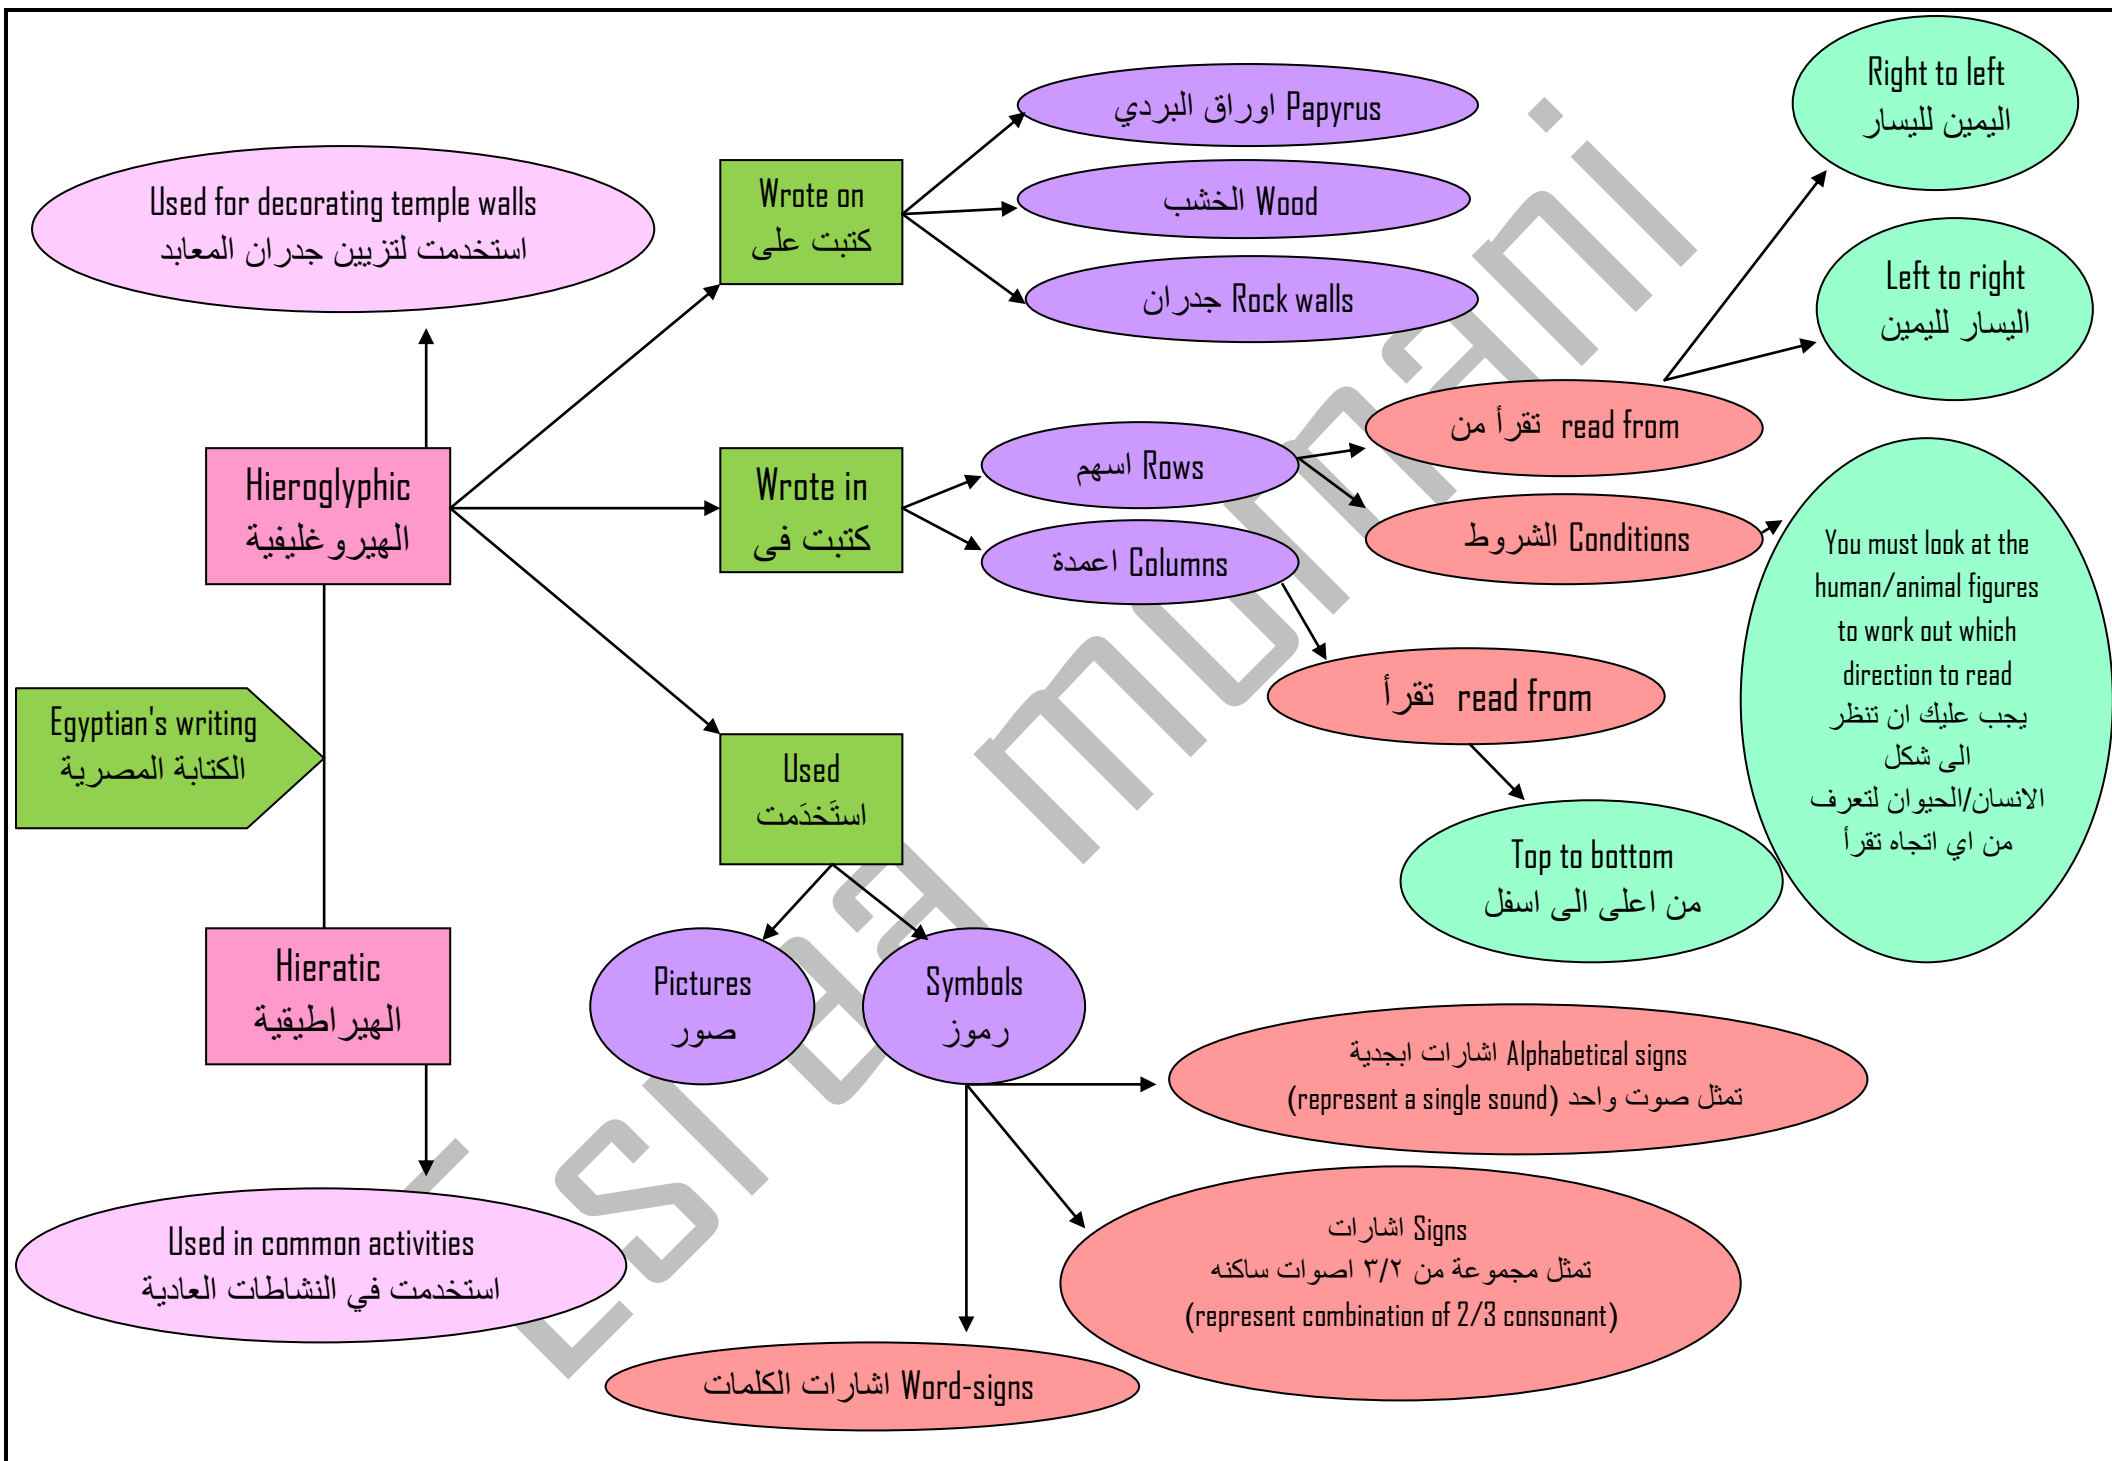 Right to left
اليمين لليسار
Papyrus اوراق البردي
Used for decorating temple walls
استخدمت لتزيين جدران المعابد
Wrote on
كتبت على
Wood الخشب
Rock walls جدران
Left to right
اليسار لليمين
read from تقرأ من
Hieroglyphic
الهيروغليفية
Wrote in
كتبت فى
Rows اسهم
Columns اعمدة
Conditions الشروط
You must look at the
human/animal figures
to work out which
direction to read
يجب عليك ان تنظر
الى شكل
الانسان/الحيوان لتعرف
من اي اتجاه تقرأ
read from تقرأ
Egyptian's writing
الكتابة المصرية
Used
استَخدَمت
Top to bottom
من اعلى الى اسفل
Hieratic
الهيراطيقية
Pictures
صور
Symbols
رموز
Alphabetical signs اشارات ابجدية
تمثل صوت واحد (represent a single sound)
Signs اشارات
تمثل مجموعة من ٣/٢ اصوات ساكنه
(represent combination of 2/3 consonant)
Used in common activities
استخدمت في النشاطات العادية
Word-signs اشارات الكلمات